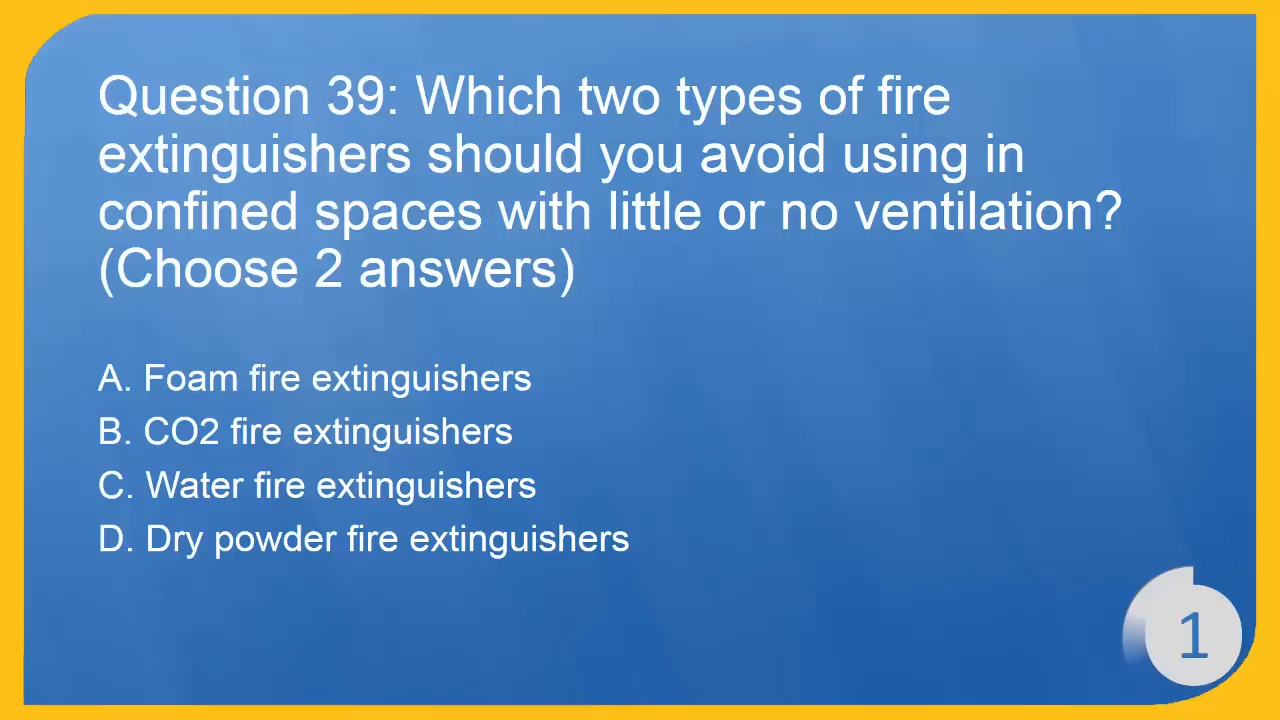 Question 39: Which two types of fire
extinguishers should you avoid using in
confined spaces with little or no ventilation?
(Choose 2 answers)
A. Foam fire extinguishers
B. CO2 fire extinguishers
C. Water fire extinguishers
D. Dry powder fire extinguishers
1